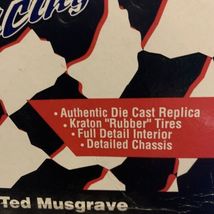 • Authentic Die Cast Replica
• Kraton "Rubber" Tires
• Full Detail Interior
• Detailed Chassis
Ted Musgrave